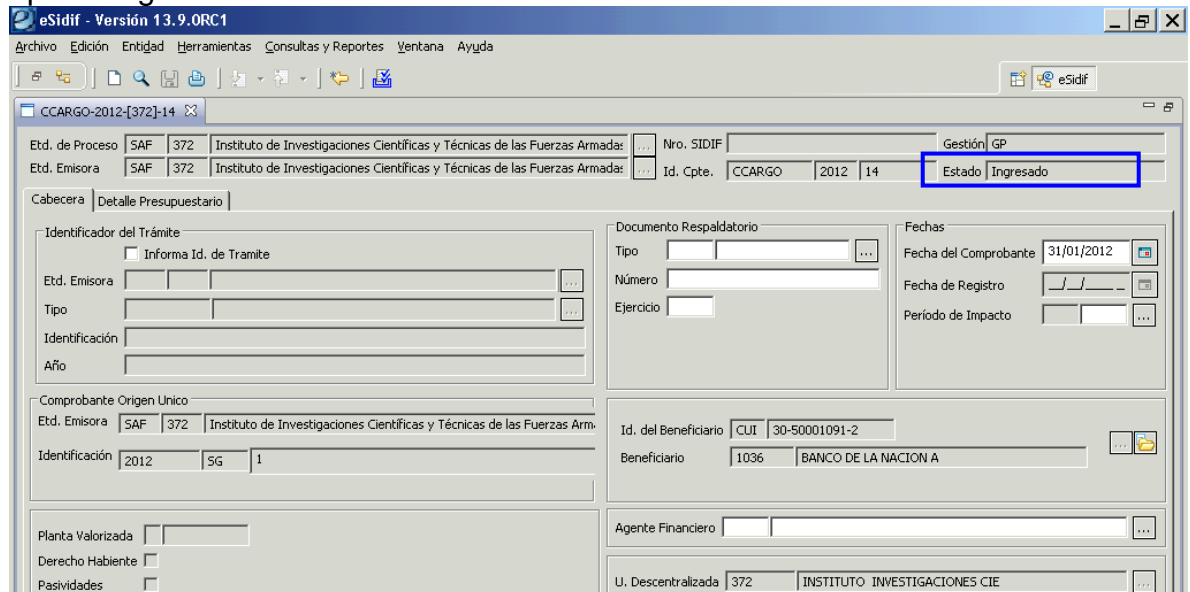 eSidif - Versión 13.9.0RC1
Archivo Edición Entidad Herramientas Consultas y Reportes Ventana Ayuda
eSidif
CCARGO-2012-[372]-14
Etd. de Proceso SAF 372 Instituto de Investigaciones Científicas y Técnicas de las Fuerzas Armadas ... Nro. SIDIF Gestión GP
Etd. Emisora SAF 372 Instituto de Investigaciones Científicas y Técnicas de las Fuerzas Armadas ... Id. Cpte. CCARGO 2012 14 Estado Ingresado
Cabecera Detalle Presupuestario
Identificador del Trámite
Informa Id. de Tramite
Etd. Emisora ...
Tipo ...
Identificación
Año
Documento Respaldatorio
Tipo ...
Número
Ejercicio
Fechas
Fecha del Comprobante 31/01/2012
Fecha de Registro __/__/____
Período de Impacto ...
Comprobante Origen Unico
Etd. Emisora SAF 372 Instituto de Investigaciones Científicas y Técnicas de las Fuerzas Arm
Identificación 2012 SG 1
Id. del Beneficiario CUI 30-50001091-2
Beneficiario 1036 BANCO DE LA NACION A ...
Planta Valorizada
Derecho Habiente
Pasividades
Agente Financiero ...
U. Descentralizada 372 INSTITUTO INVESTIGACIONES CIE ...